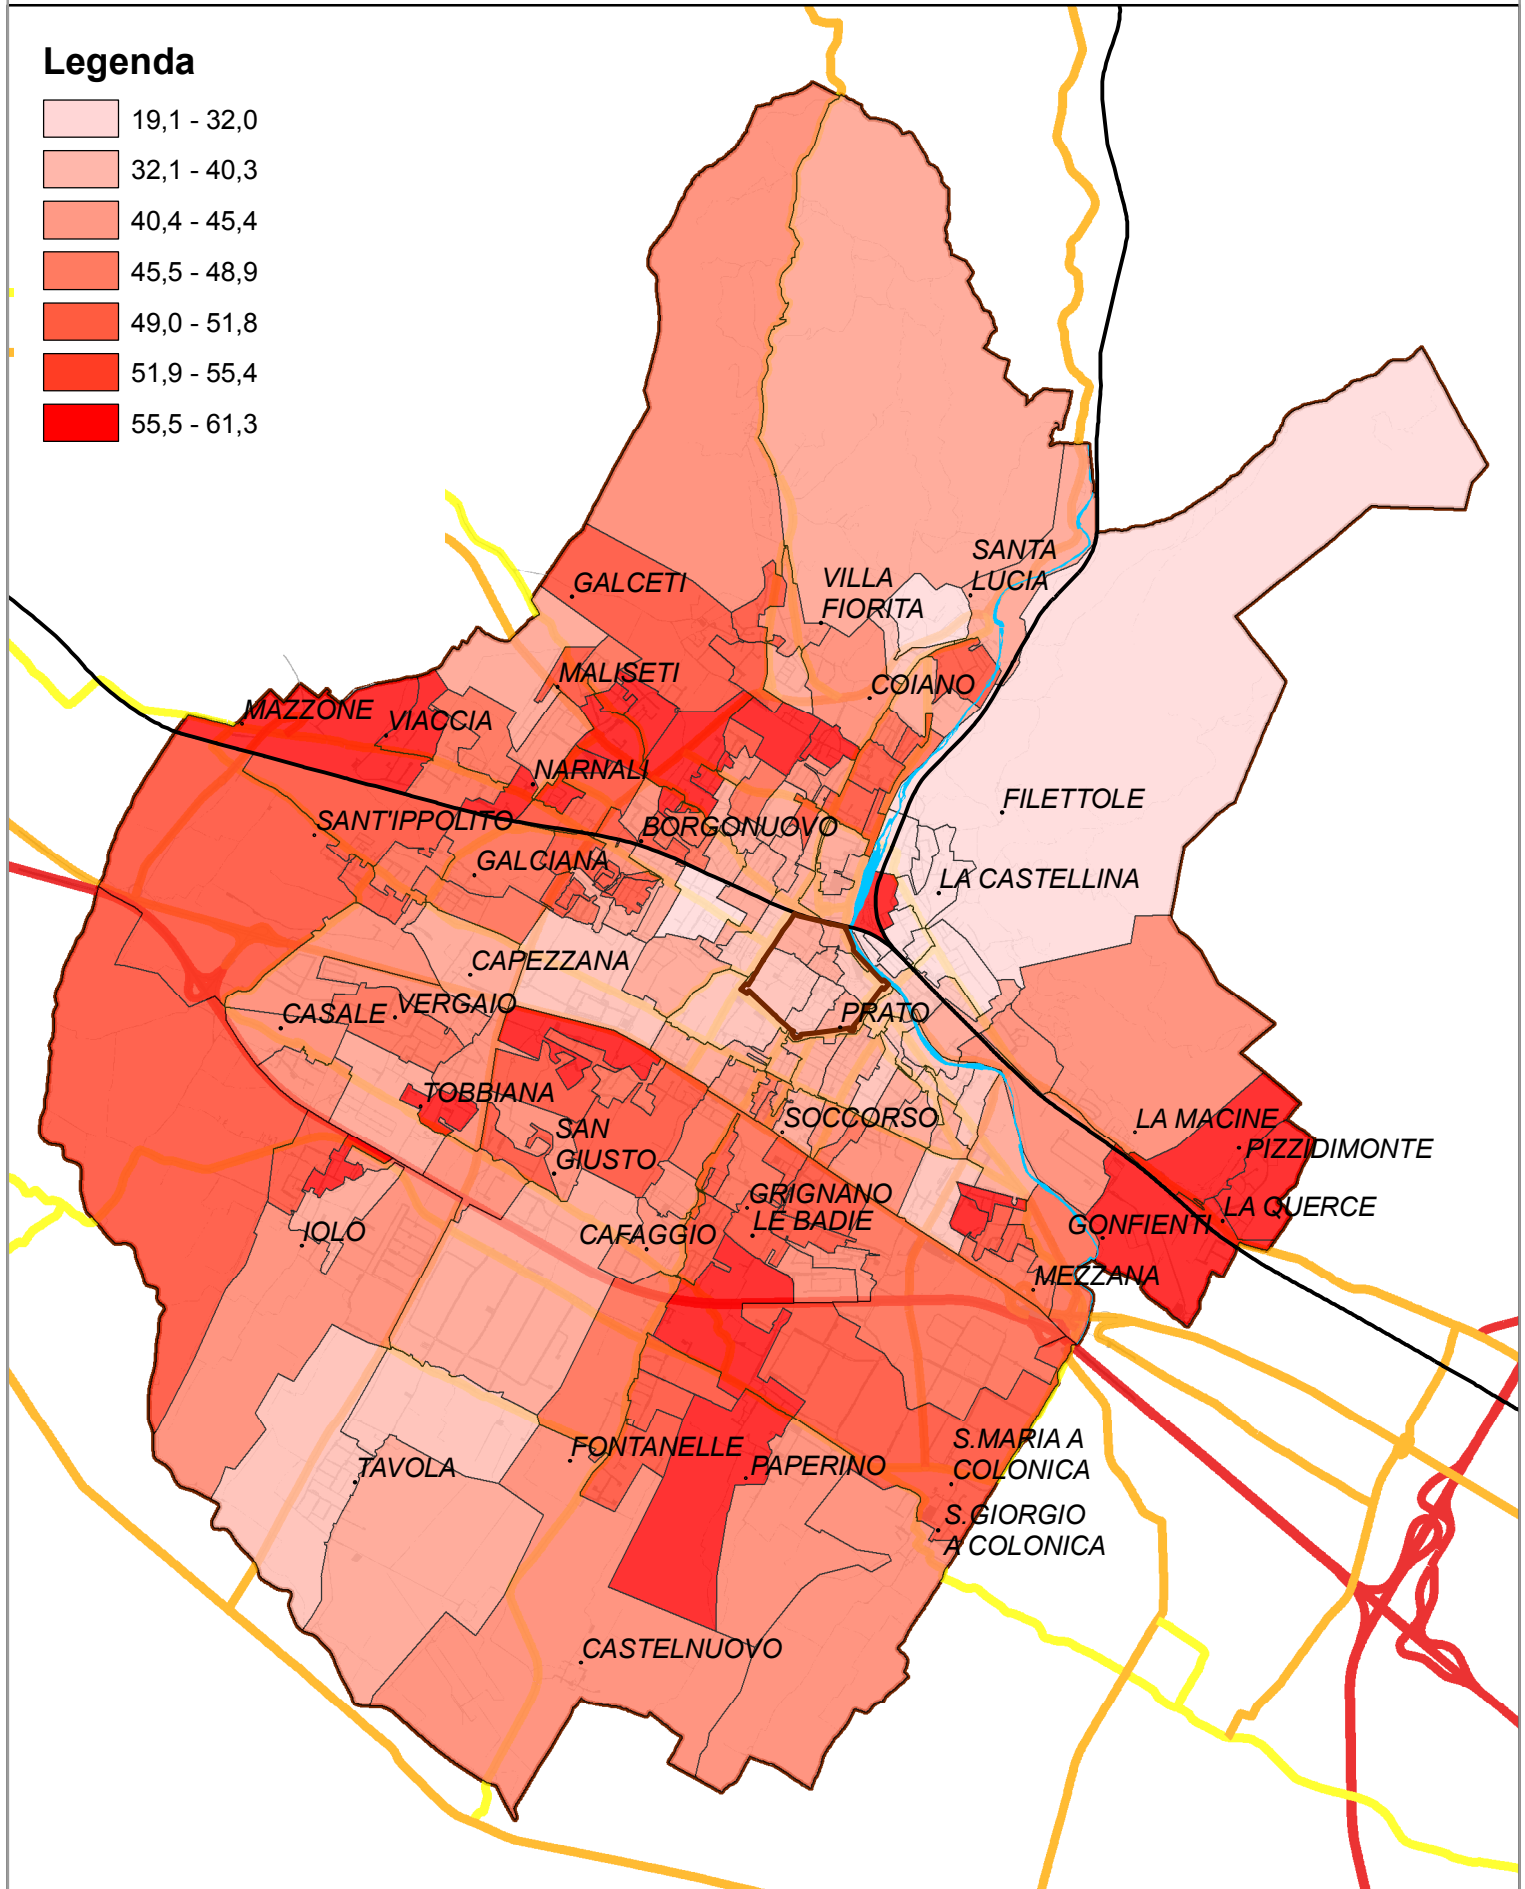 Legenda
19,1 - 32,0
32,1 - 40,3
40,4 - 45,4
45,5 - 48,9
49,0 - 51,8
51,9 - 55,4
55,5 - 61,3
SANTA
LUCIA
VILLA
FIORITA
GALCETI
MALISETI
COIANO
MAZZONE
VIACCIA
NARNALI
FILETTOLE
SANT'IPPOLITO
BORGONUOVO
GALCIANA
LA CASTELLINA
CAPEZZANA
CASALE
VERGAIO
PRATO
TOBBIANA
SOCCORSO
LA MACINE
SAN
GIUSTO
PIZZIDIMONTE
GRIGNANO
LE BADIE
LA QUERCE
IOLO
CAFAGGIO
GONFIENTI
MEZZANA
FONTANELLE
S.MARIA A
COLONICA
TAVOLA
PAPERINO
S.GIORGIO
A COLONICA
CASTELNUOVO